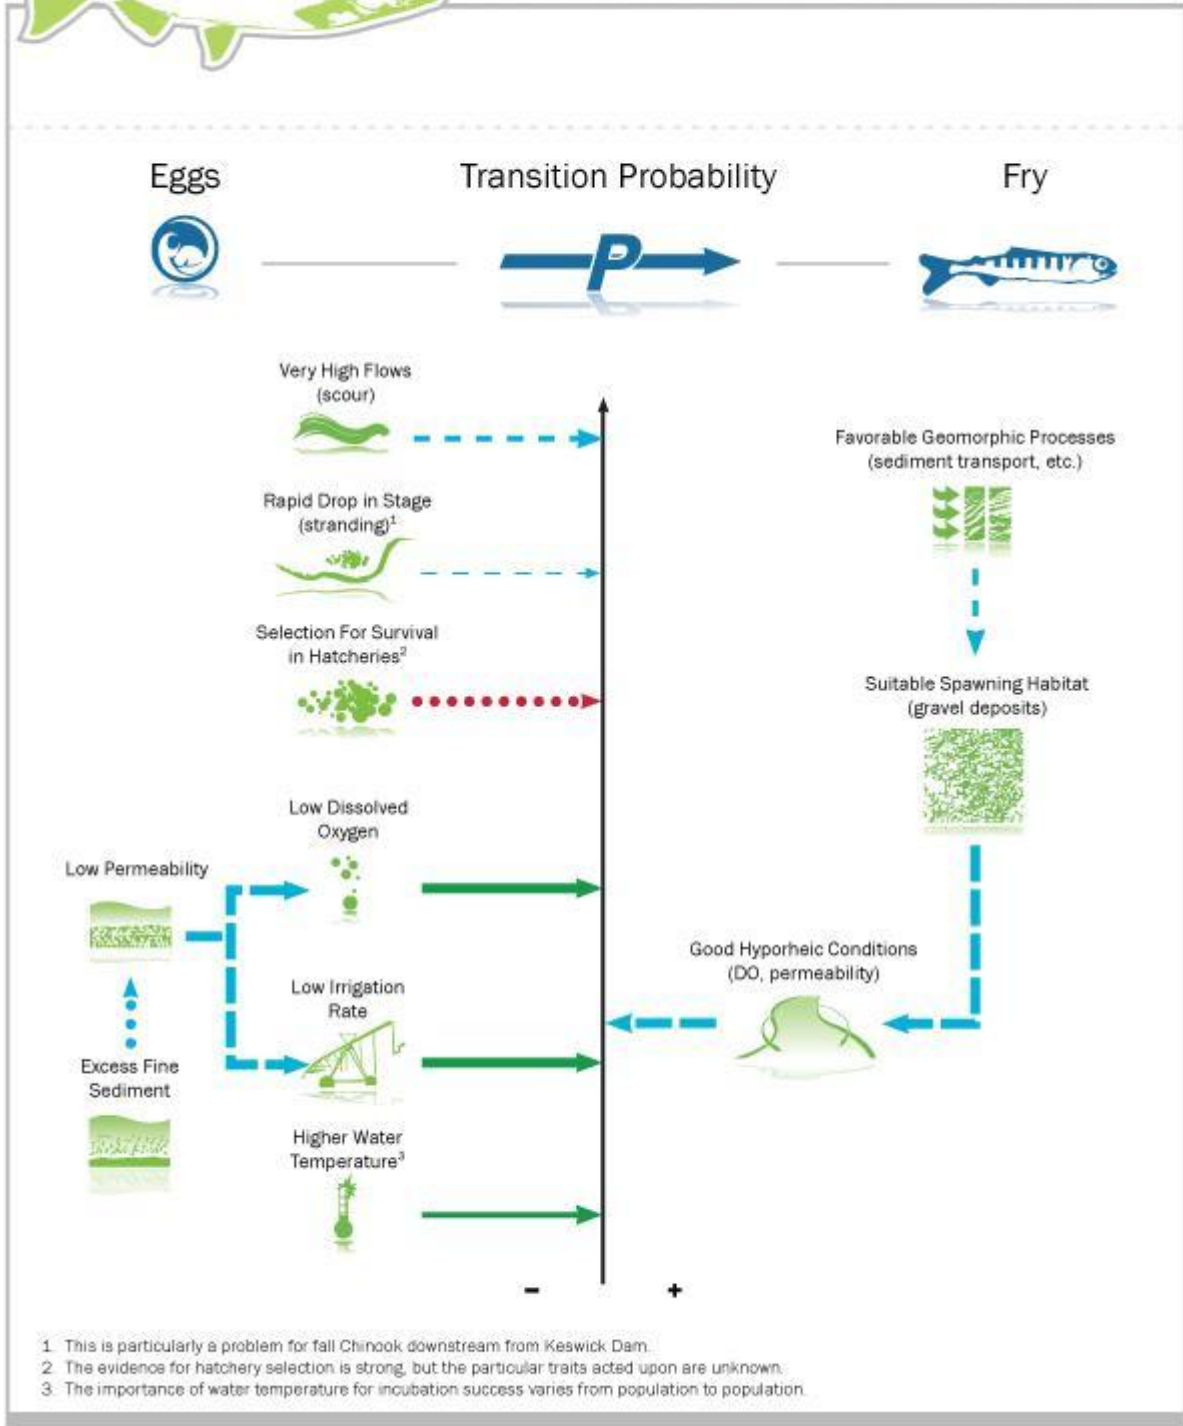 Eggs
Transition Probability
Fry
P
Very High Flows
(scour)
Rapid Drop in Stage
(stranding)1
Selection For Survival
in Hatcheries2
Low Dissolved
Oxygen
Low Permeability
Low Irrigation
Rate
Excess Fine
Sediment
Higher Water
Temperature3
Favorable Geomorphic Processes
(sediment transport, etc.)
Suitable Spawning Habitat
(gravel deposits)
Good Hyporheic Conditions
(DO, permeability)
- +
1. This is particularly a problem for fall Chinook downstream from Keswick Dam.
2. The evidence for hatchery selection is strong, but the particular traits acted upon are unknown.
3. The importance of water temperature for incubation success varies from population to population.